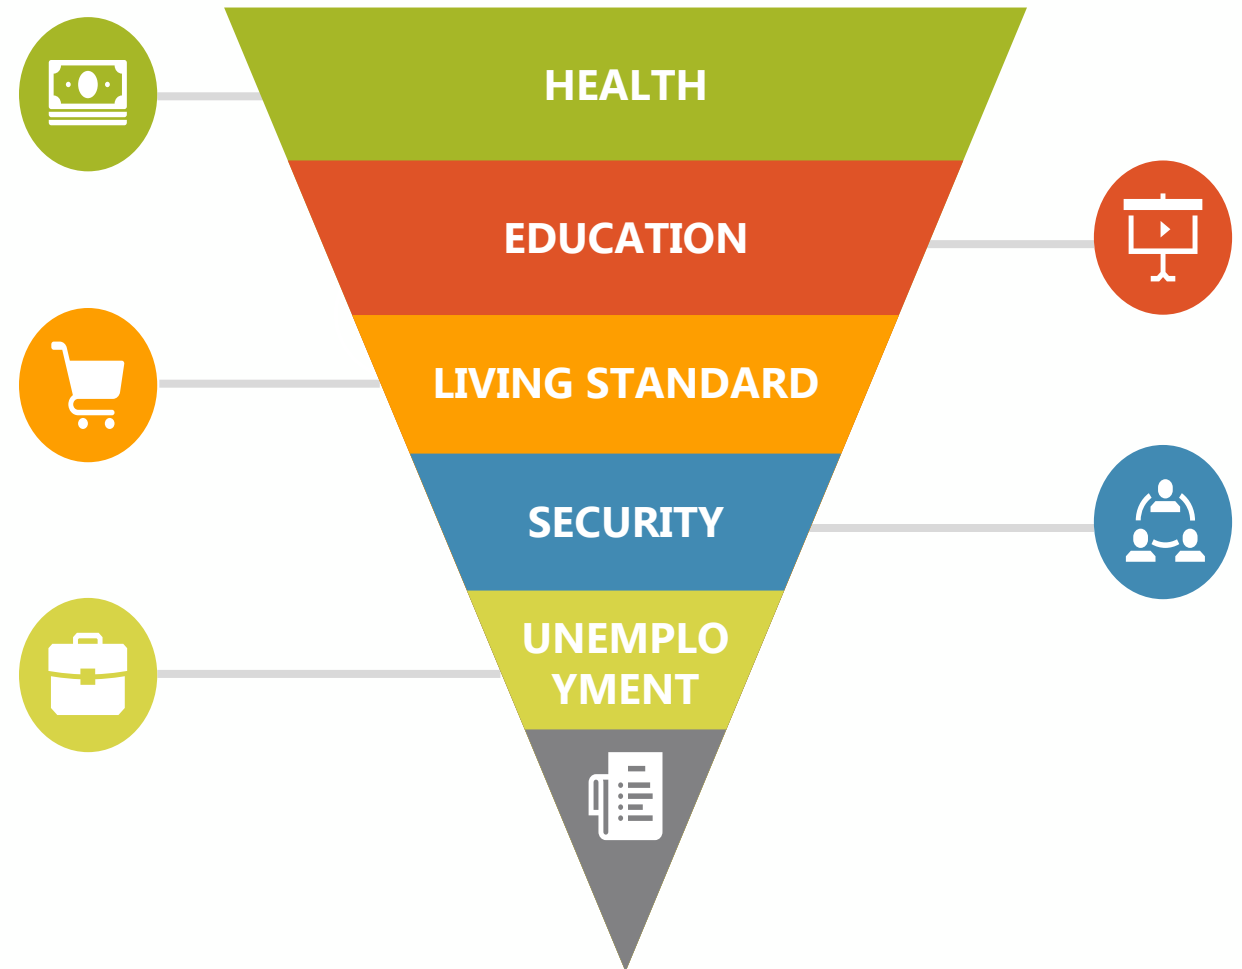 HEALTH
EDUCATION
LIVING STANDARD
SECURITY
UNEMPLO
YMENT